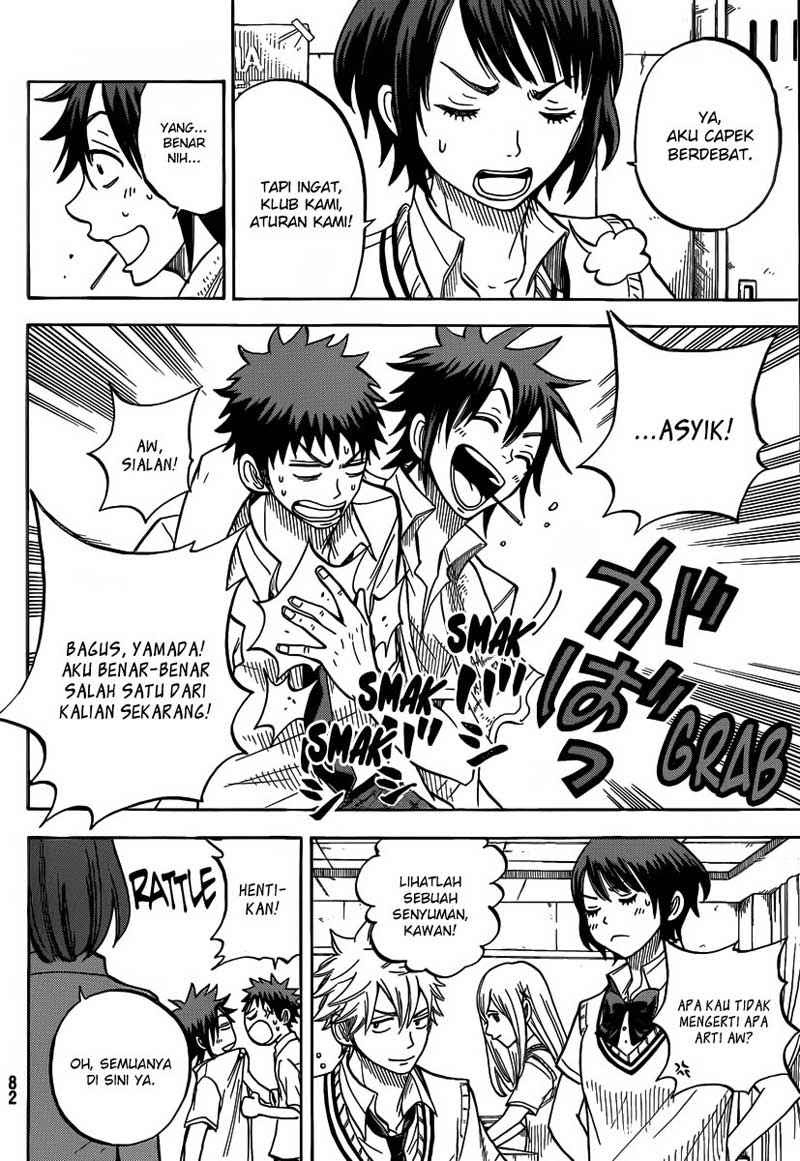 YA,
AKU CAPEK
BERDEBAT.
TAPI INGAT,
KLUB KAMI,
ATURAN KAMI!
YANG...
BENAR
NIH...
...ASYIK!
AW,
SIALAN!
BAGUS, YAMADA!
AKU BENAR-BENAR
SALAH SATU DARI
KALIAN SEKARANG!
ガバッ
GRAB
SMAK
SMAK
SMAK
APA KAU TIDAK
MENGERTI APA
ARTI AW?
LIHATLAH
SEBUAH
SENYUMAN,
KAWAN!
HENTI-
KAN!
RATTLE
OH, SEMUANYA
DI SINI YA.
82